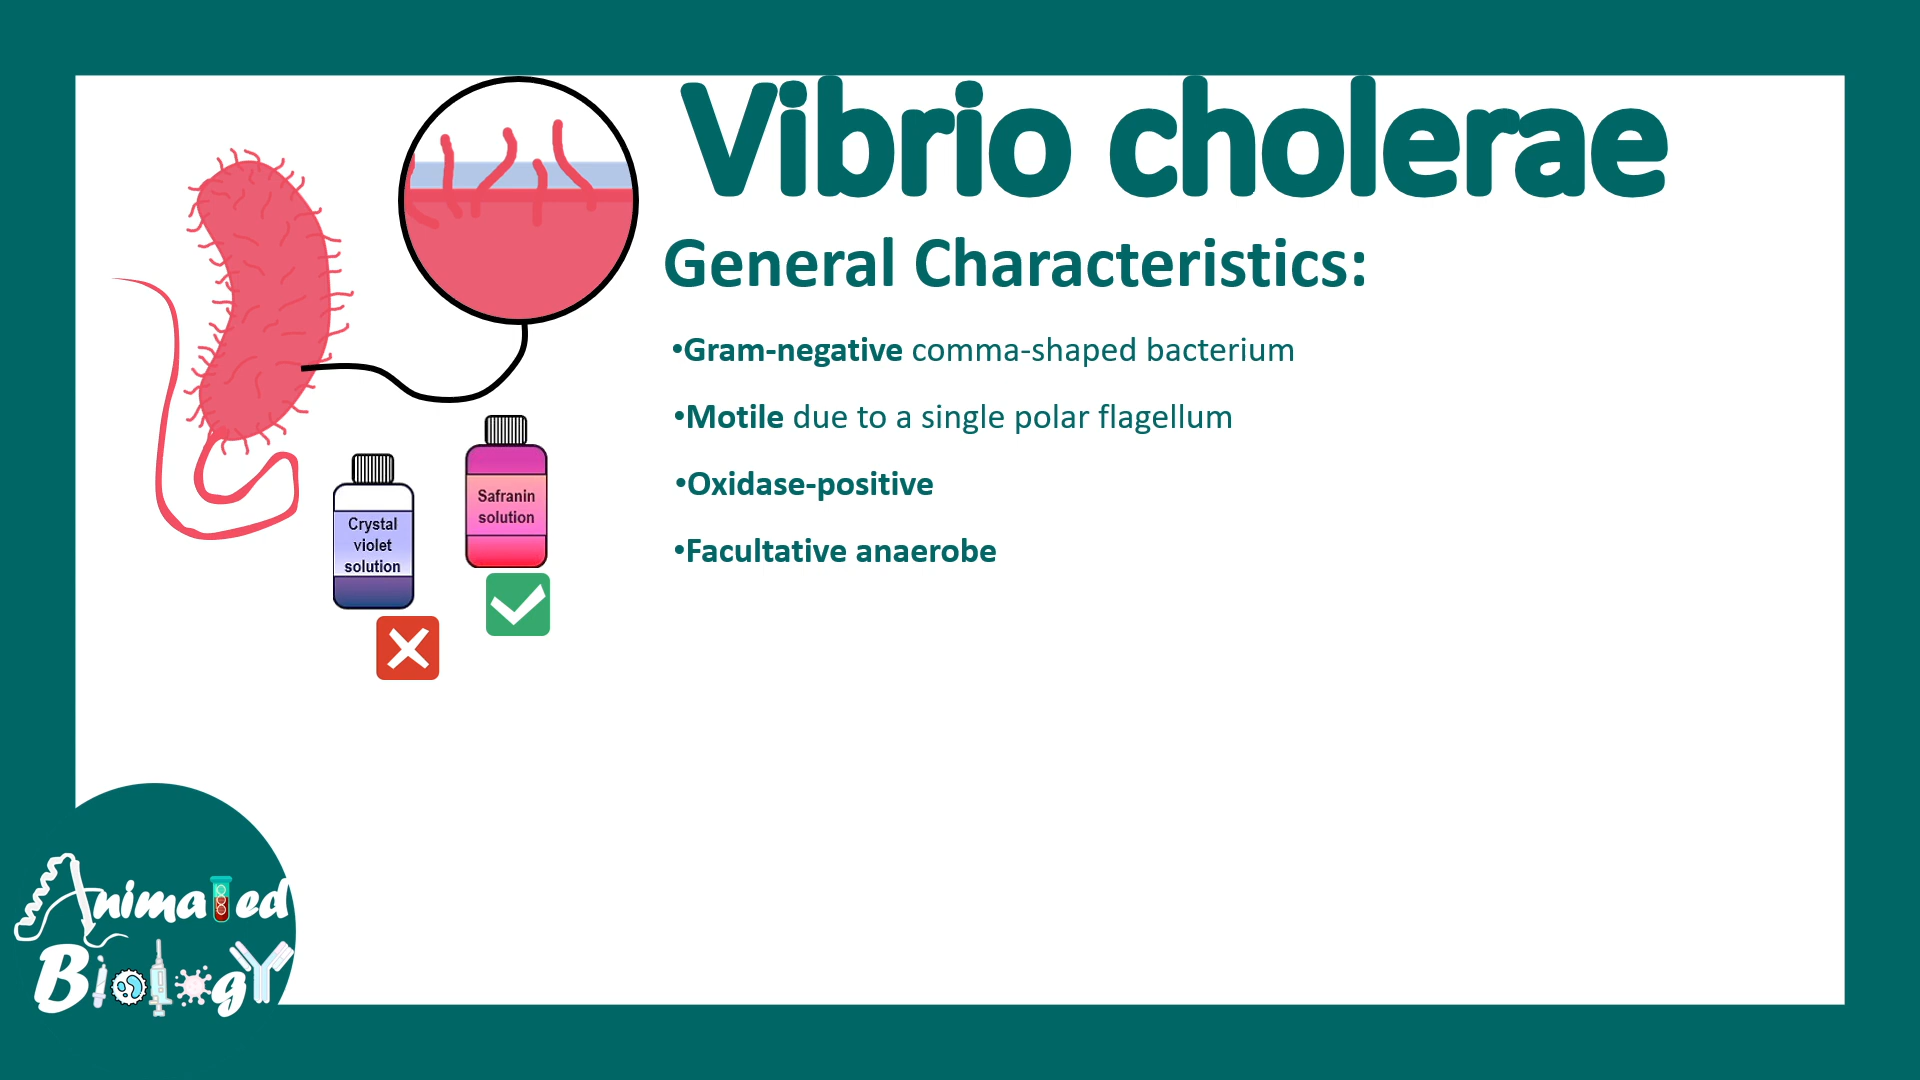 Vibrio cholerae
General Characteristics:
•Gram-negative comma-shaped bacterium
•Motile due to a single polar flagellum
•Oxidase-positive
•Facultative anaerobe
Safranin
solution
Crystal
violet
solution
Animated
BiologY